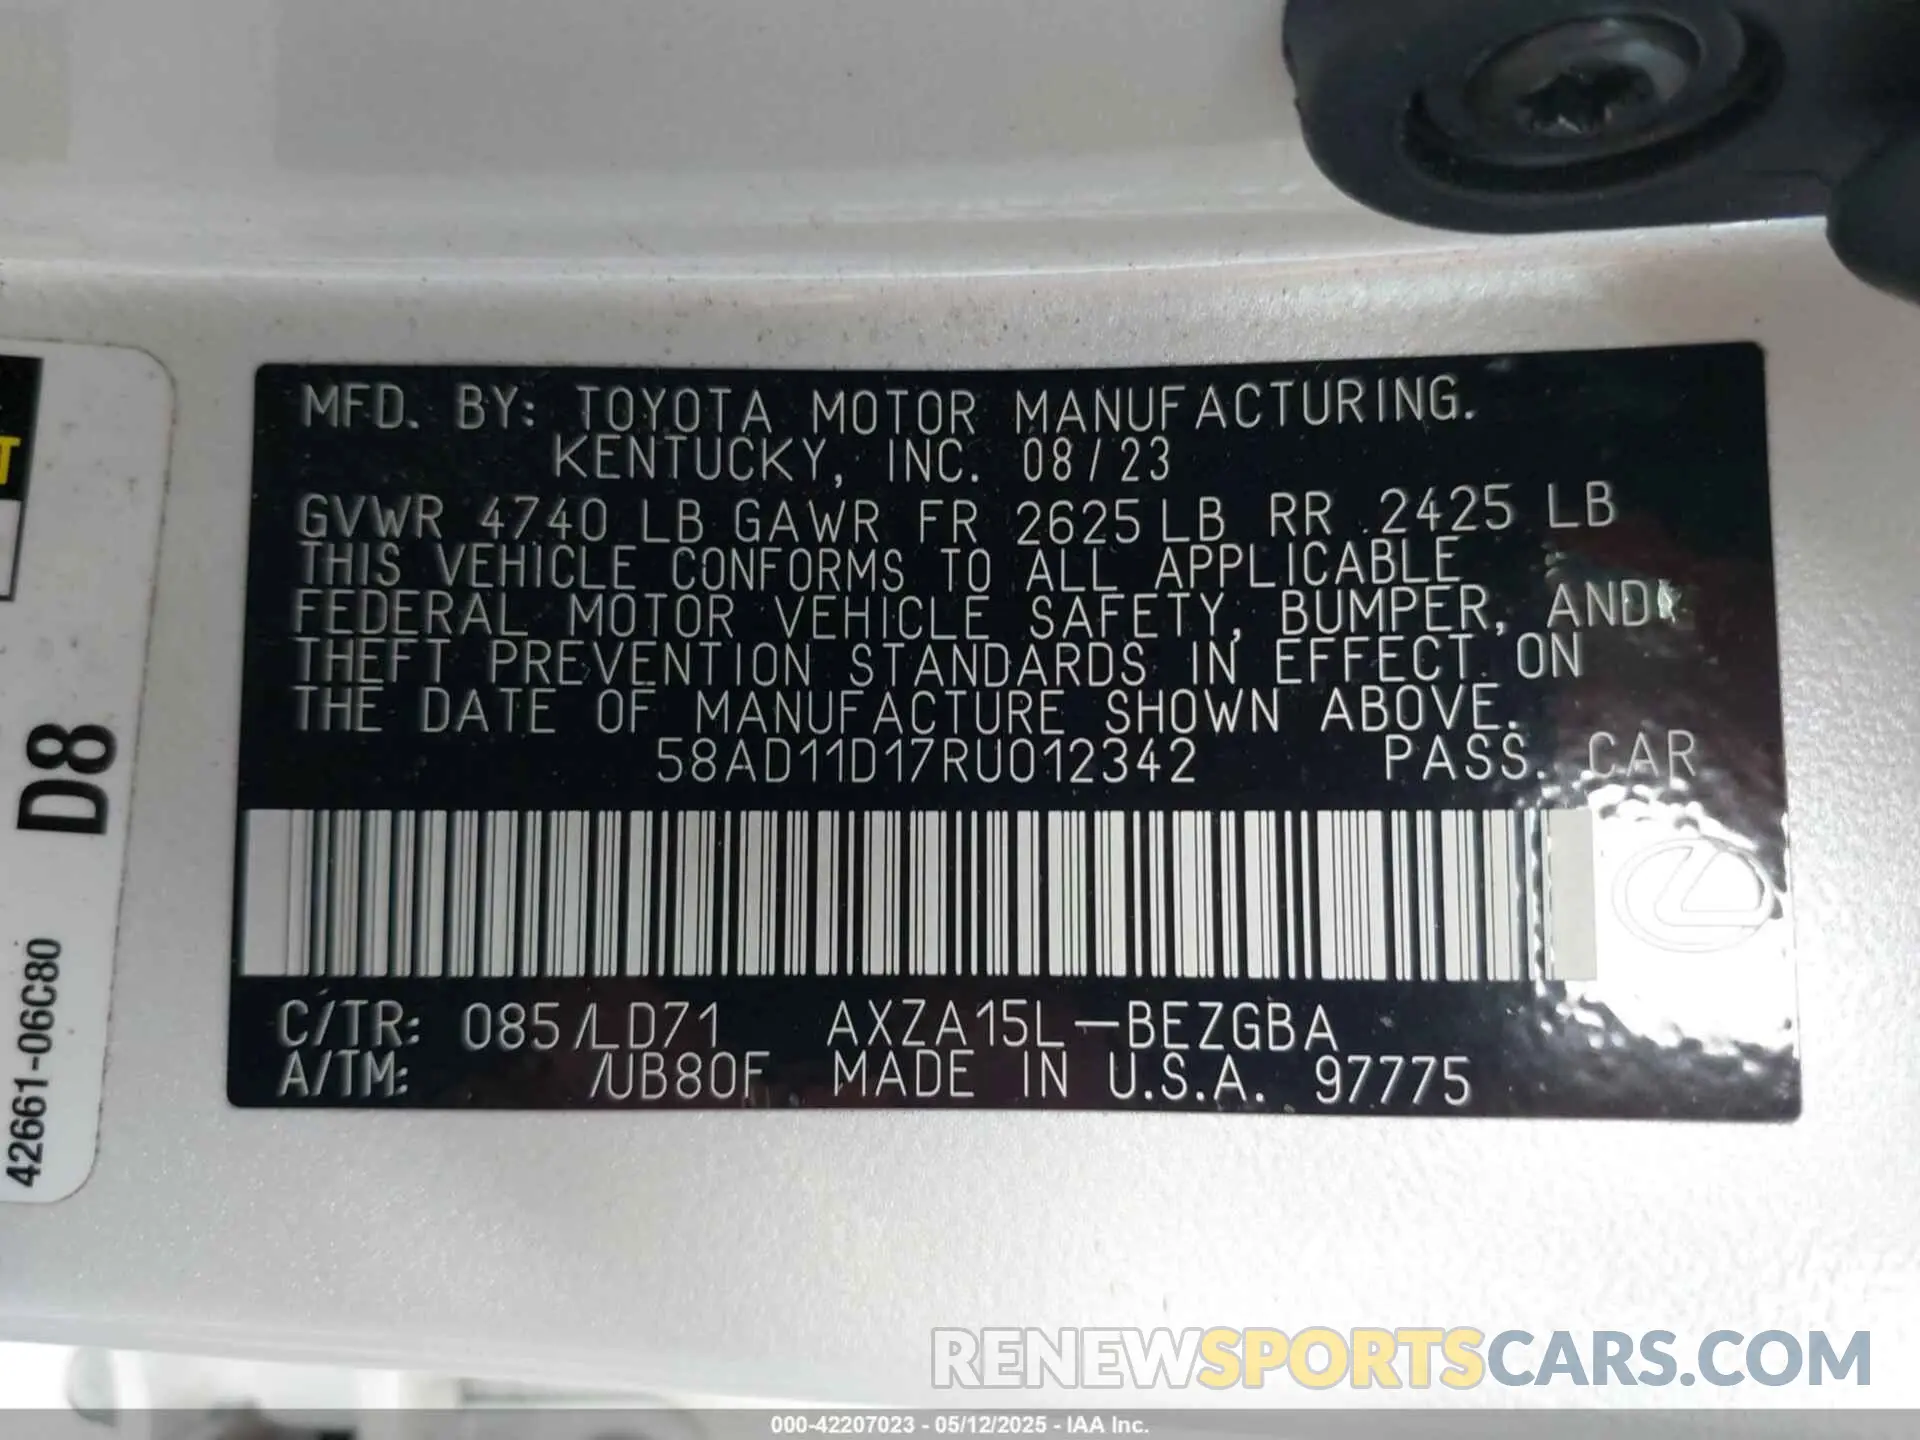 MFD. BY: TOYOTA MOTOR MANUFACTURING.
KENTUCKY, INC. 08/23
GVWR 4740 LB GAWR FR 2625 LB RR 2425 LB
THIS VEHICLE CONFORMS TO ALL APPLICABLE
FEDERAL MOTOR VEHICLE SAFETY, BUMPER, AND
THEFT PREVENTION STANDARDS IN EFFECT ON
THE DATE OF MANUFACTURE SHOWN ABOVE.
58AD11D17RU012342 PASS. CAR
C/TR: 085/LD71 AXZA15L-BEZGBA
A/TM: /UB80F MADE IN U.S.A. 97775
T
D8
42661-06C80
RENEWSPORTSCARS.COM
000-42207023 - 05/12/2025 - IAA Inc.